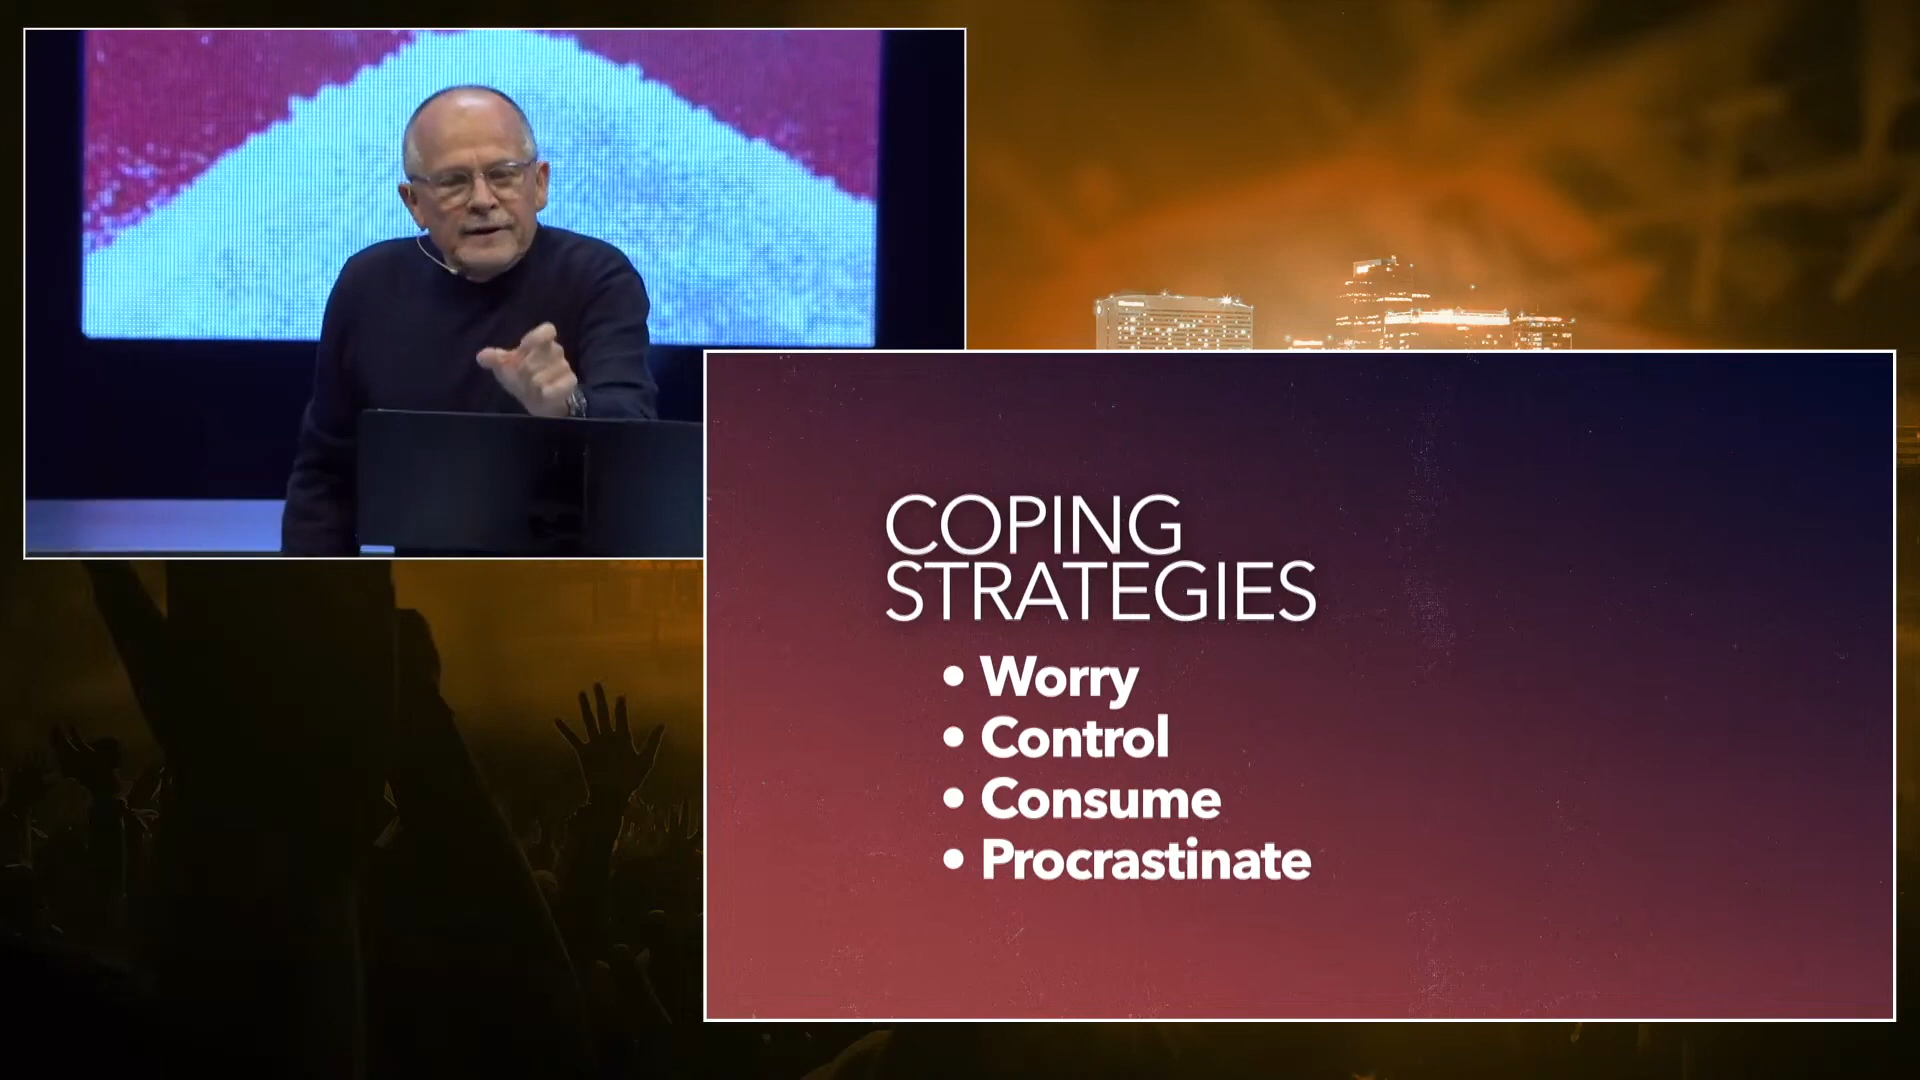 COPING
STRATEGIES
• Worry
• Control
• Consume
• Procrastinate